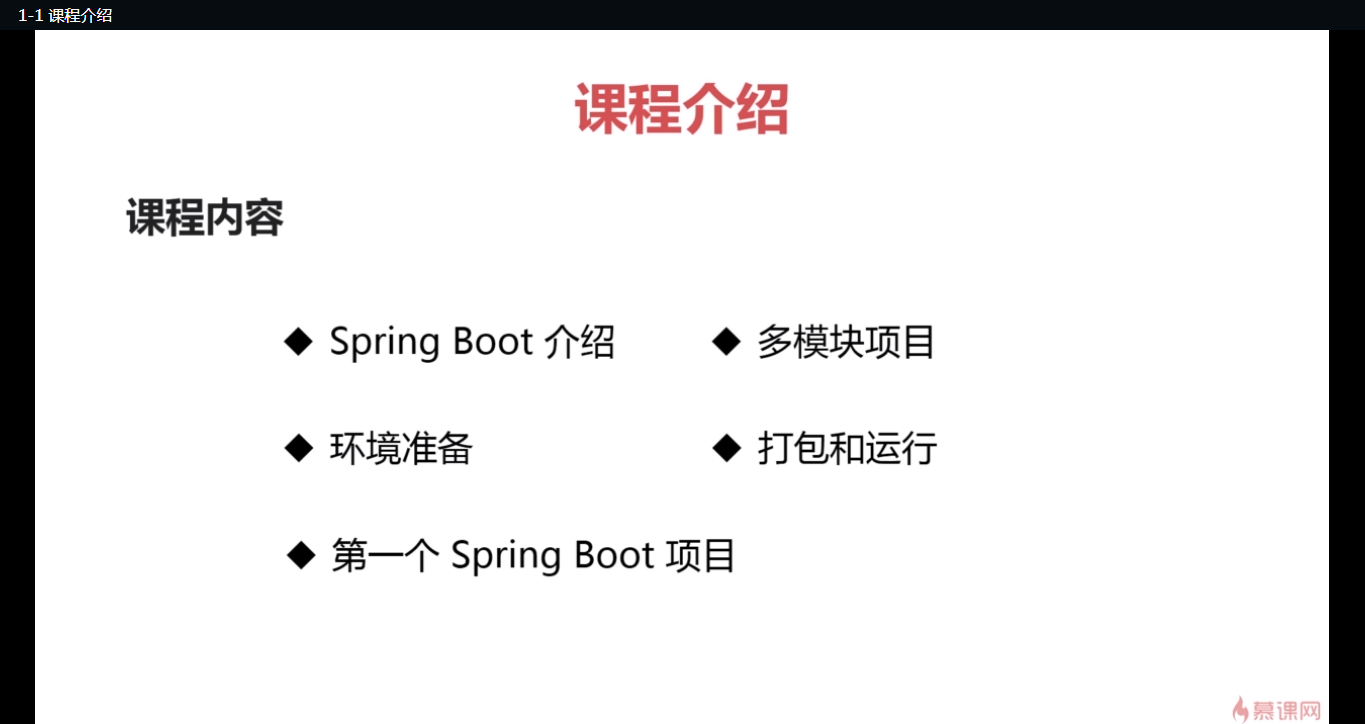 1-1 课程介绍
课程介绍
课程内容
◆ Spring Boot 介绍
◆ 多模块项目
◆ 环境准备
◆ 打包和运行
◆ 第一个 Spring Boot 项目
慕课网